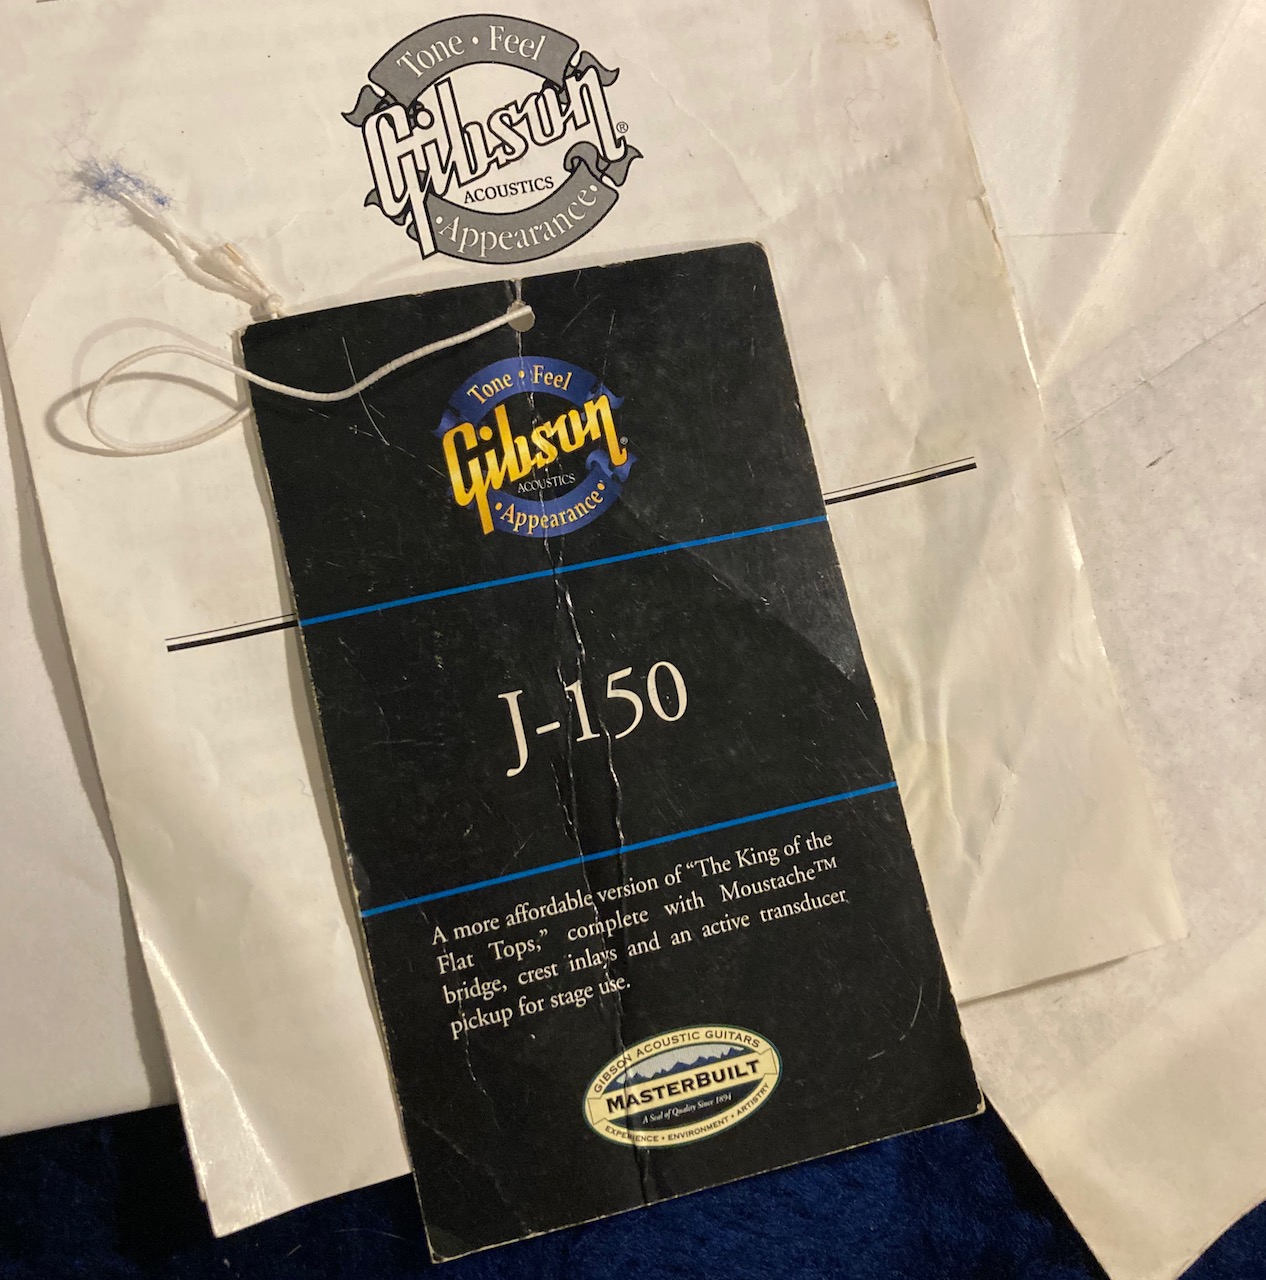 Tone • Feel
Gibson®
ACOUSTICS
•Appearance•
Tone • Feel
Gibson®
ACOUSTICS
•Appearance•
J-150
A more affordable version of “The King of the
Flat Tops,” complete with Moustache™
bridge, crest inlays and an active transducer
pickup for stage use.
GIBSON ACOUSTIC GUITARS
MASTERBUILT
A Seal of Quality Since 1894
EXPERIENCE • ENVIRONMENT • ARTISTRY